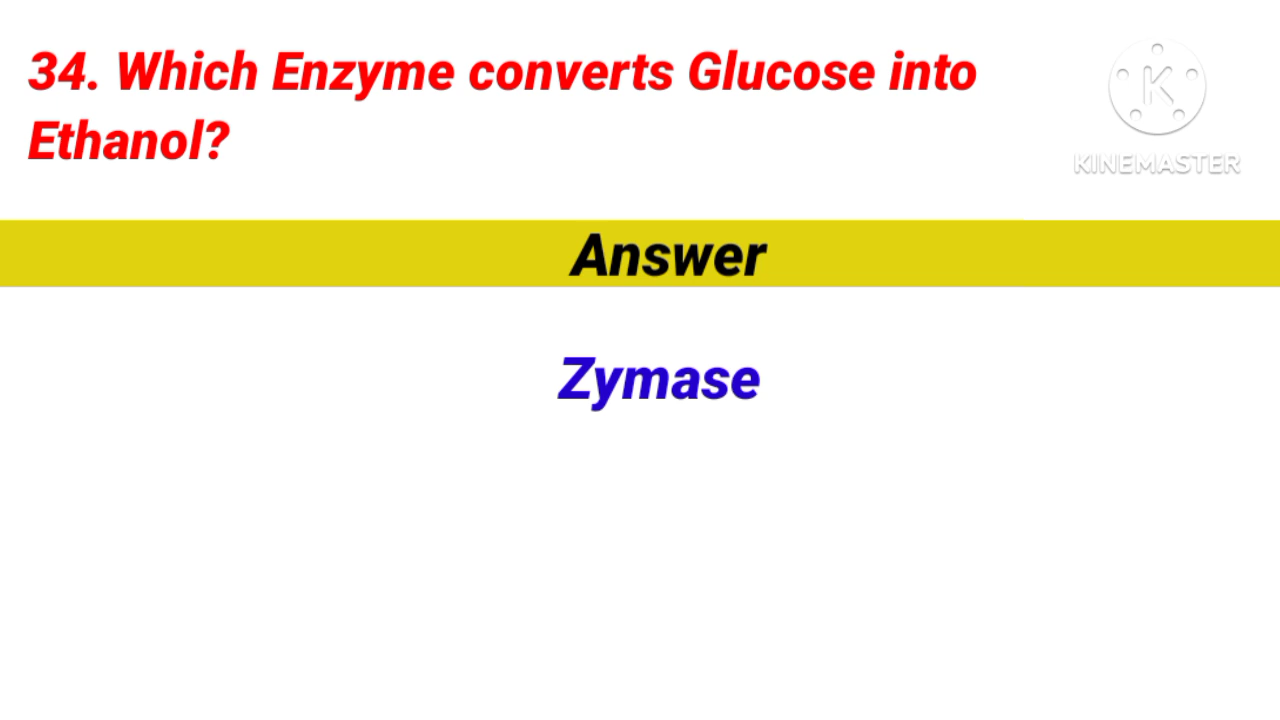 34. Which Enzyme converts Glucose into
Ethanol?
K
KINEMASTER
Answer
Zymase